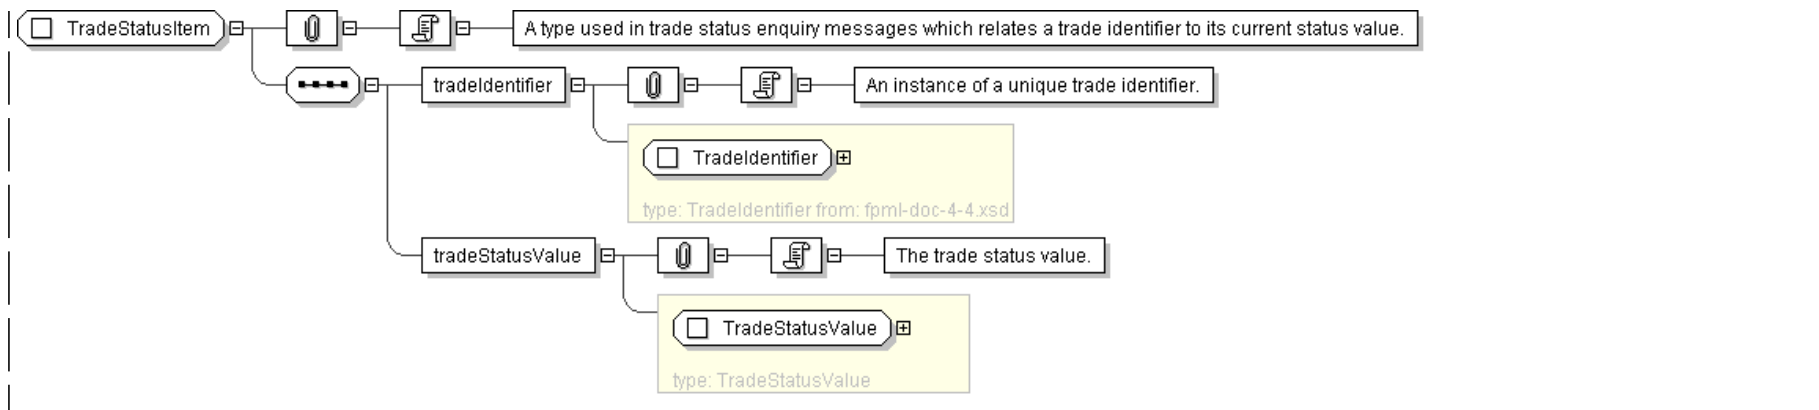 TradeStatusItem
A type used in trade status enquiry messages which relates a trade identifier to its current status value.
tradeIdentifier
An instance of a unique trade identifier.
TradeIdentifier
type: TradeIdentifier from: fpml-doc-4-4.xsd
tradeStatusValue
The trade status value.
TradeStatusValue
type: TradeStatusValue